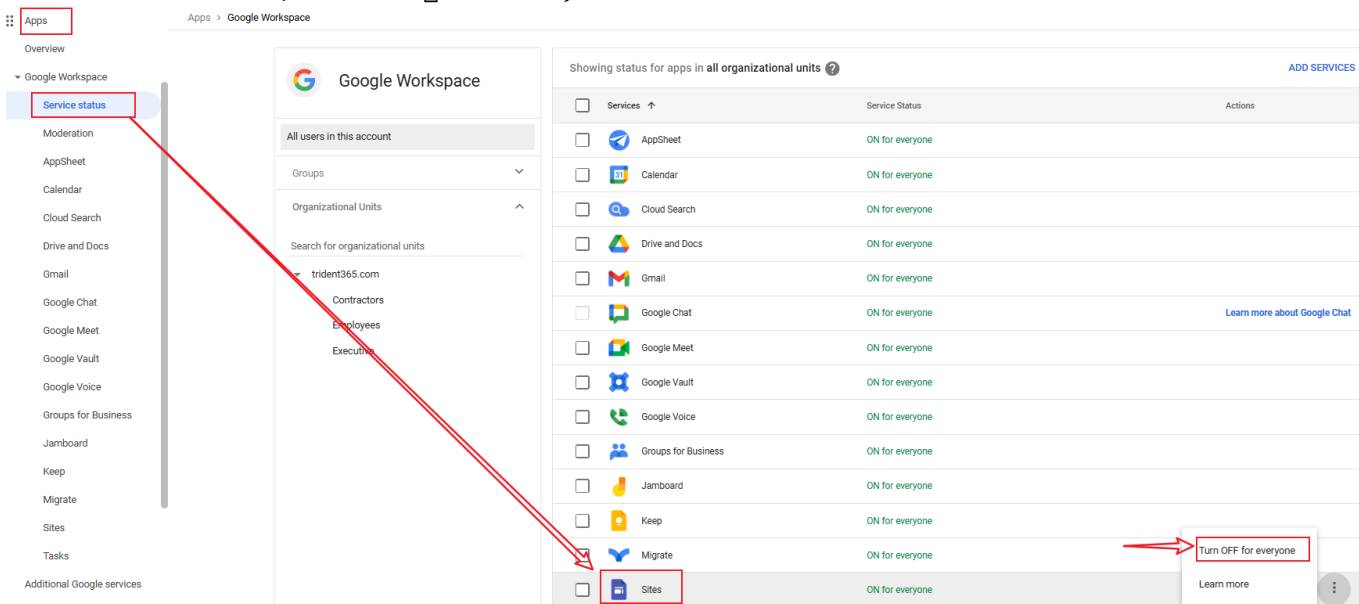 Apps
Apps > Google Workspace
Overview
Google Workspace
Service status
Moderation
AppSheet
Calendar
Cloud Search
Drive and Docs
Gmail
Google Chat
Google Meet
Google Vault
Google Voice
Groups for Business
Jamboard
Keep
Migrate
Sites
Tasks
Additional Google services
Google Workspace
All users in this account
Groups
Organizational Units
Search for organizational units
trident365.com
Contractors
Employees
Executive
Showing status for apps in all organizational units ?
ADD SERVICES
Services ↑ Service Status Actions
AppSheet ON for everyone
31 Calendar ON for everyone
Cloud Search ON for everyone
Drive and Docs ON for everyone
Gmail ON for everyone
Google Chat ON for everyone Learn more about Google Chat
Google Meet ON for everyone
Google Vault ON for everyone
Google Voice ON for everyone
Groups for Business ON for everyone
Jamboard ON for everyone
Keep ON for everyone
Migrate ON for everyone
Sites ON for everyone
Turn OFF for everyone
Learn more